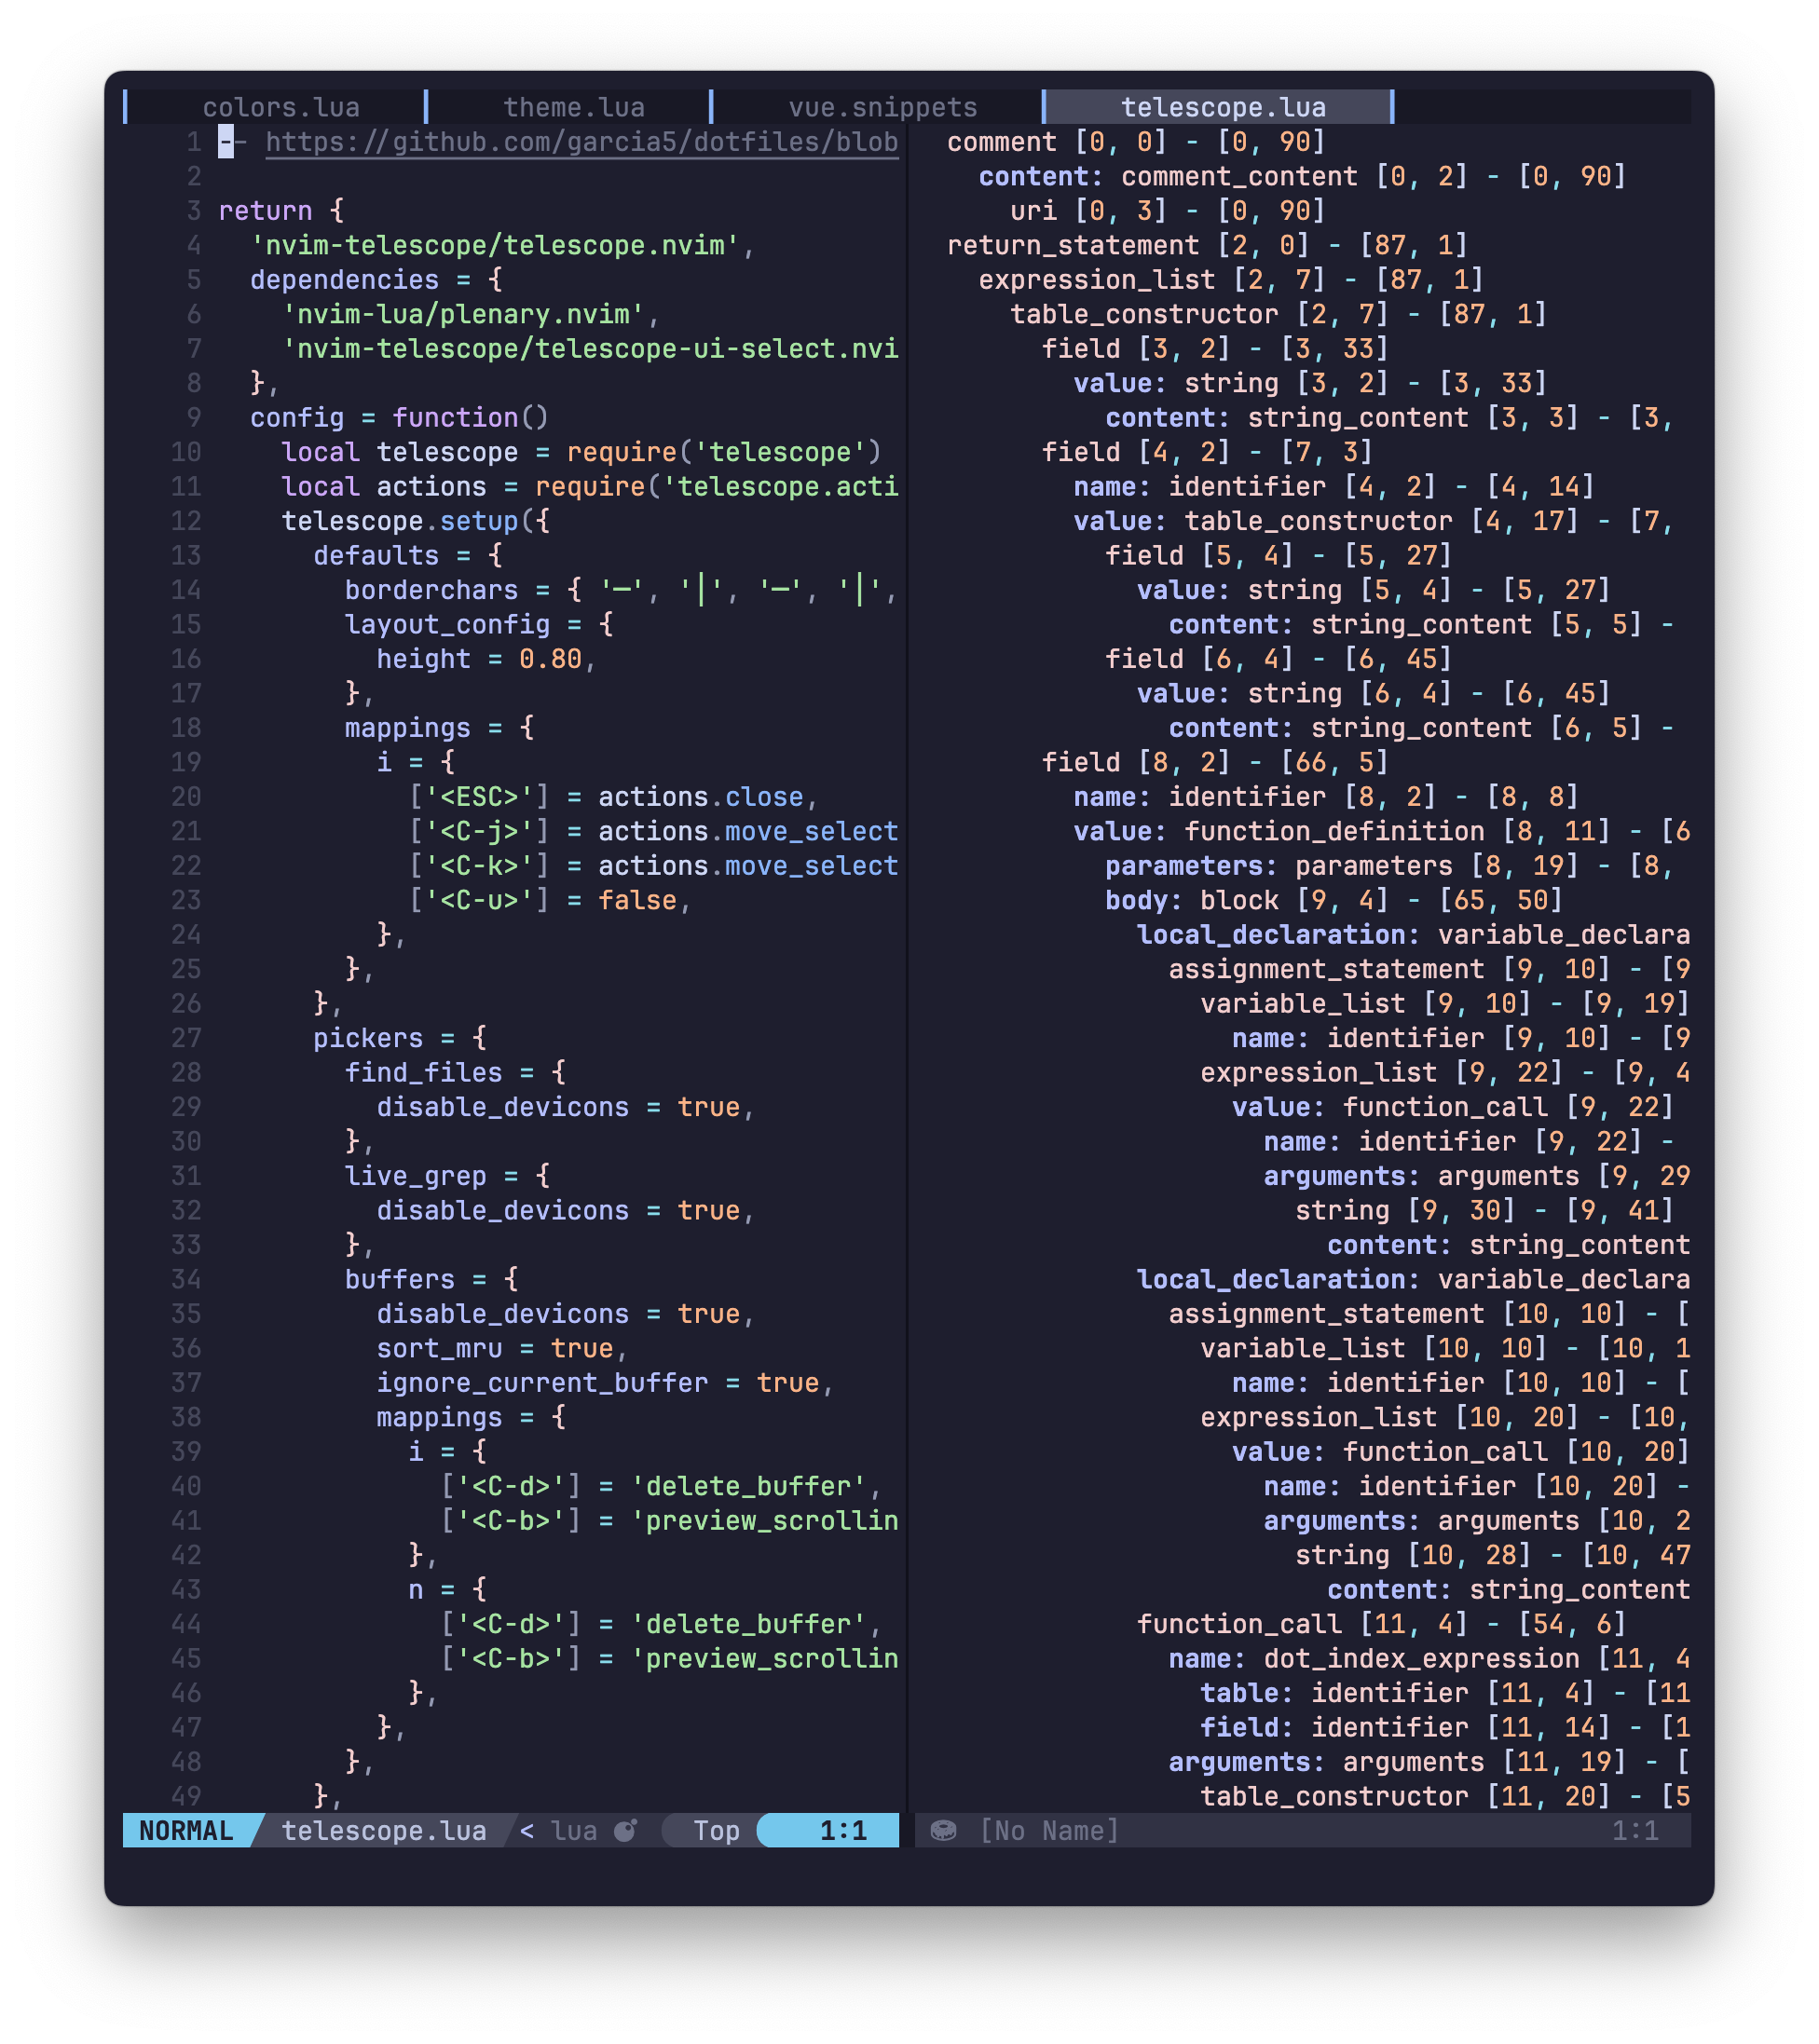 colors.lua theme.lua vue.snippets telescope.lua
1 -- https://github.com/garcia5/dotfiles/blob
2
3 return {
4   'nvim-telescope/telescope.nvim',
5   dependencies = {
6     'nvim-lua/plenary.nvim',
7     'nvim-telescope/telescope-ui-select.nvi
8   },
9   config = function()
10     local telescope = require('telescope')
11     local actions = require('telescope.acti
12     telescope.setup({
13       defaults = {
14         borderchars = { '─', '│', '─', '│',
15         layout_config = {
16           height = 0.80,
17         },
18         mappings = {
19           i = {
20             ['<ESC>'] = actions.close,
21             ['<C-j>'] = actions.move_select
22             ['<C-k>'] = actions.move_select
23             ['<C-u>'] = false,
24           },
25         },
26       },
27       pickers = {
28         find_files = {
29           disable_devicons = true,
30         },
31         live_grep = {
32           disable_devicons = true,
33         },
34         buffers = {
35           disable_devicons = true,
36           sort_mru = true,
37           ignore_current_buffer = true,
38           mappings = {
39             i = {
40               ['<C-d>'] = 'delete_buffer',
41               ['<C-b>'] = 'preview_scrollin
42             },
43             n = {
44               ['<C-d>'] = 'delete_buffer',
45               ['<C-b>'] = 'preview_scrollin
46             },
47           },
48         },
49       },
NORMAL telescope.lua < lua Top 1:1
comment [0, 0] - [0, 90]
  content: comment_content [0, 2] - [0, 90]
    uri [0, 3] - [0, 90]
return_statement [2, 0] - [87, 1]
  expression_list [2, 7] - [87, 1]
    table_constructor [2, 7] - [87, 1]
      field [3, 2] - [3, 33]
        value: string [3, 2] - [3, 33]
          content: string_content [3, 3] - [3,
      field [4, 2] - [7, 3]
        name: identifier [4, 2] - [4, 14]
        value: table_constructor [4, 17] - [7,
          field [5, 4] - [5, 27]
            value: string [5, 4] - [5, 27]
              content: string_content [5, 5] -
          field [6, 4] - [6, 45]
            value: string [6, 4] - [6, 45]
              content: string_content [6, 5] -
      field [8, 2] - [66, 5]
        name: identifier [8, 2] - [8, 8]
        value: function_definition [8, 11] - [6
          parameters: parameters [8, 19] - [8,
          body: block [9, 4] - [65, 50]
            local_declaration: variable_declara
              assignment_statement [9, 10] - [9
                variable_list [9, 10] - [9, 19]
                  name: identifier [9, 10] - [9
                expression_list [9, 22] - [9, 4
                  value: function_call [9, 22]
                    name: identifier [9, 22] -
                    arguments: arguments [9, 29
                      string [9, 30] - [9, 41]
                        content: string_content
            local_declaration: variable_declara
              assignment_statement [10, 10] - [
                variable_list [10, 10] - [10, 1
                  name: identifier [10, 10] - [
                expression_list [10, 20] - [10,
                  value: function_call [10, 20]
                    name: identifier [10, 20] -
                    arguments: arguments [10, 2
                      string [10, 28] - [10, 47
                        content: string_content
            function_call [11, 4] - [54, 6]
              name: dot_index_expression [11, 4
                table: identifier [11, 4] - [11
                field: identifier [11, 14] - [1
              arguments: arguments [11, 19] - [
                table_constructor [11, 20] - [5
[No Name] 1:1